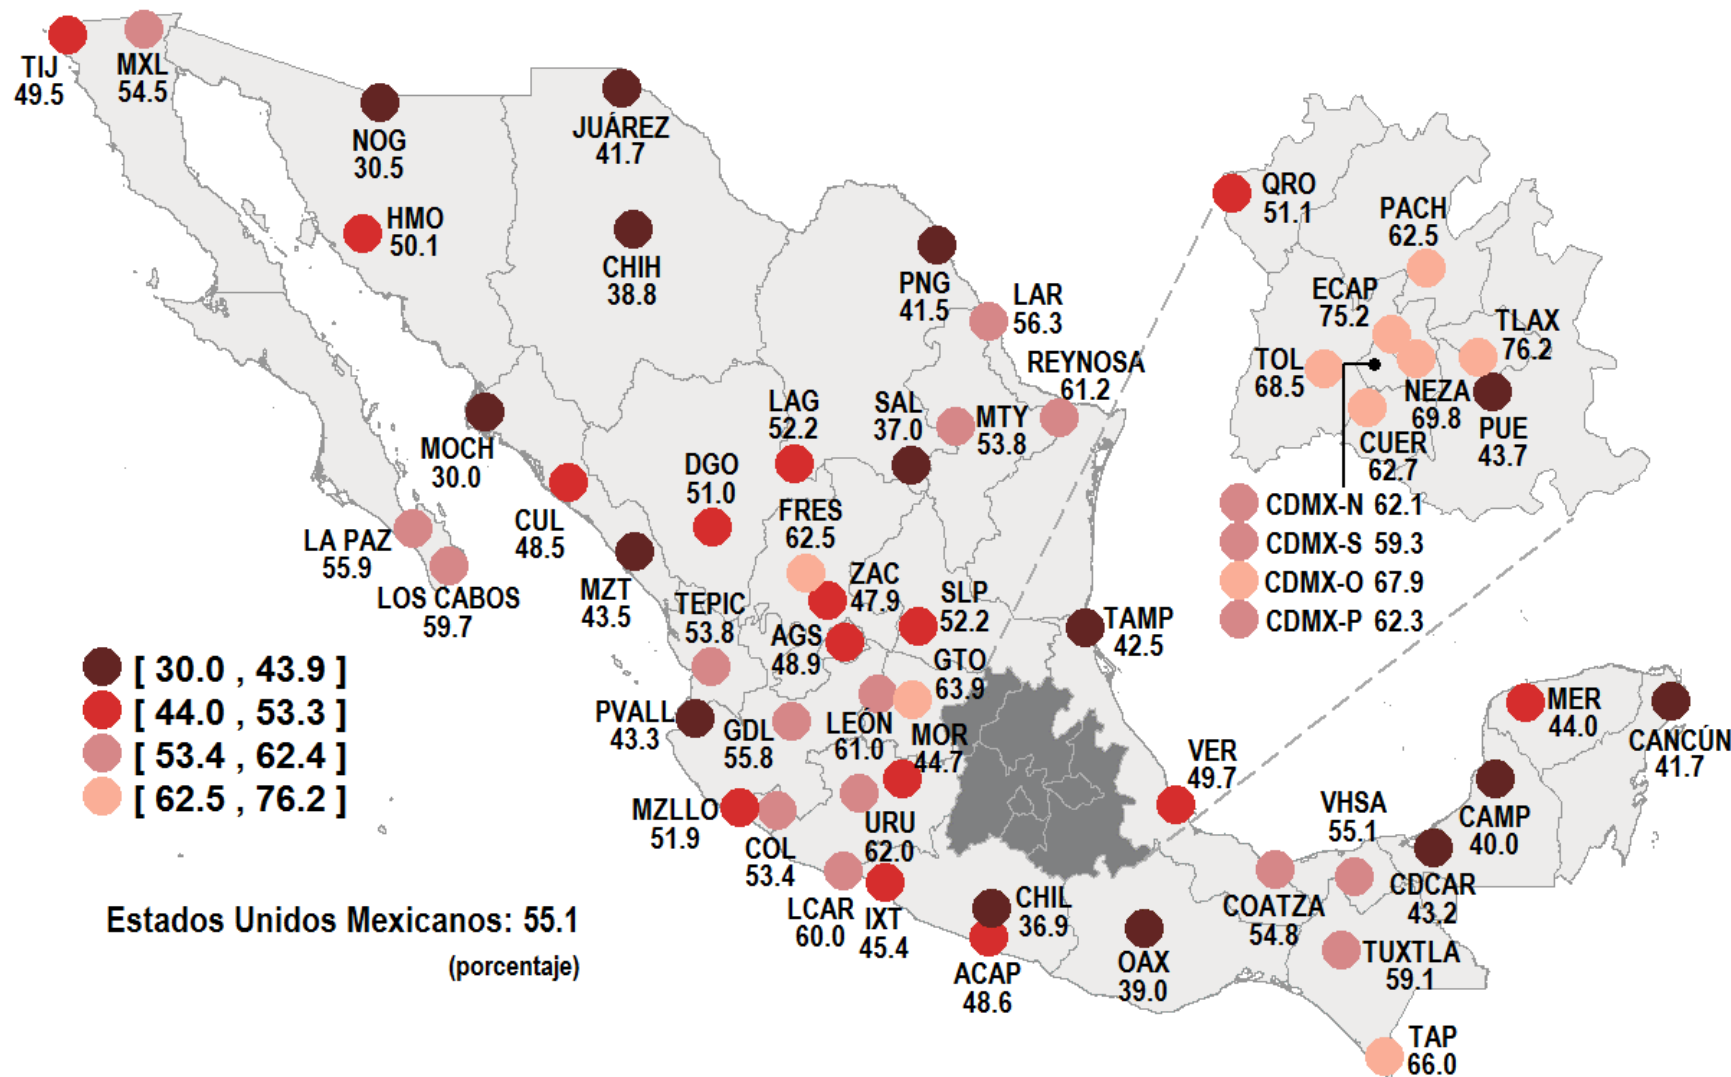 TIJ
49.5
MXL
54.5
NOG
30.5
JUÁREZ
41.7
HMO
50.1
CHIH
38.8
PNG
41.5
LAR
56.3
REYNOSA
61.2
LAG
52.2
SAL
37.0
MTY
53.8
MOCH
30.0
DGO
51.0
CUL
48.5
FRES
62.5
LA PAZ
55.9
LOS CABOS
59.7
MZT
43.5
TEPIC
53.8
ZAC
47.9
SLP
52.2
AGS
48.9
TAMP
42.5
GTO
63.9
PVALL
43.3
GDL
55.8
LEÓN
61.0
MOR
44.7
MZLLO
51.9
COL
53.4
URU
62.0
LCAR
60.0
IXT
45.4
CHIL
36.9
ACAP
48.6
OAX
39.0
VER
49.7
COATZA
54.8
VHSA
55.1
TUXTLA
59.1
TAP
66.0
CDCAR
43.2
CAMP
40.0
MER
44.0
CANCÚN
41.7
QRO
51.1
PACH
62.5
ECAP
75.2
TLAX
76.2
TOL
68.5
NEZA
69.8
PUE
43.7
CUER
62.7
CDMX-N 62.1
CDMX-S 59.3
CDMX-O 67.9
CDMX-P 62.3
[ 30.0 , 43.9 ]
[ 44.0 , 53.3 ]
[ 53.4 , 62.4 ]
[ 62.5 , 76.2 ]
Estados Unidos Mexicanos: 55.1
(porcentaje)